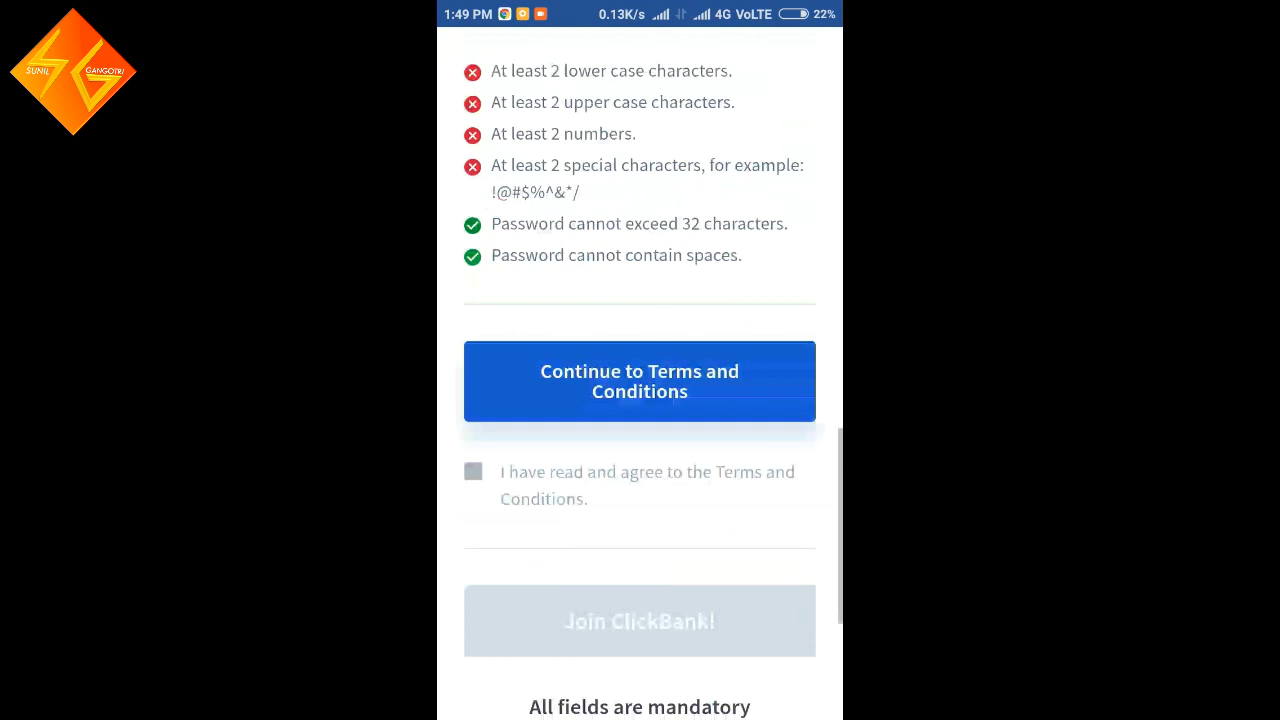 SUNIL
GANGOTRI
1:49 PM
0.13K/s
4G VoLTE
22%
At least 2 lower case characters.
At least 2 upper case characters.
At least 2 numbers.
At least 2 special characters, for example:
!@#$%^&*/
Password cannot exceed 32 characters.
Password cannot contain spaces.
Continue to Terms and
Conditions
I have read and agree to the Terms and
Conditions.
Join ClickBank!
All fields are mandatory